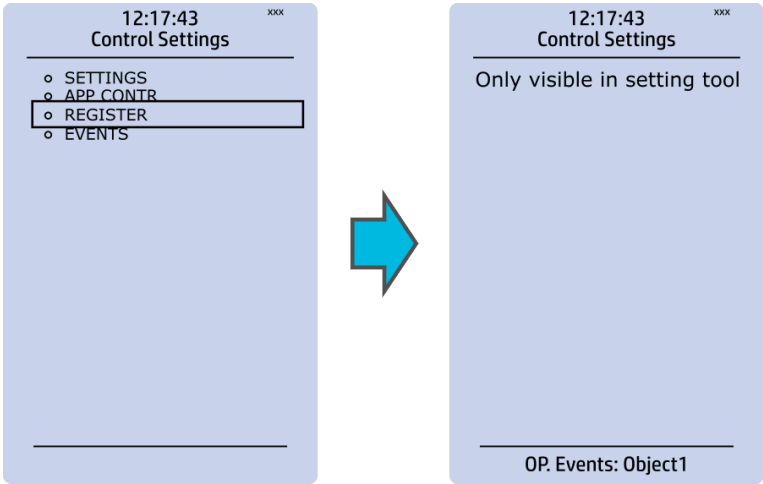 12:17:43
xxx
Control Settings
SETTINGS
APP CONTR
REGISTER
EVENTS
12:17:43
xxx
Control Settings
Only visible in setting tool
OP. Events: Object1